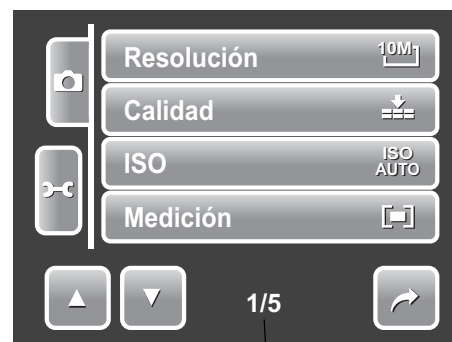 Resolución 10M
Calidad
ISO ISO AUTO
Medición
1/5